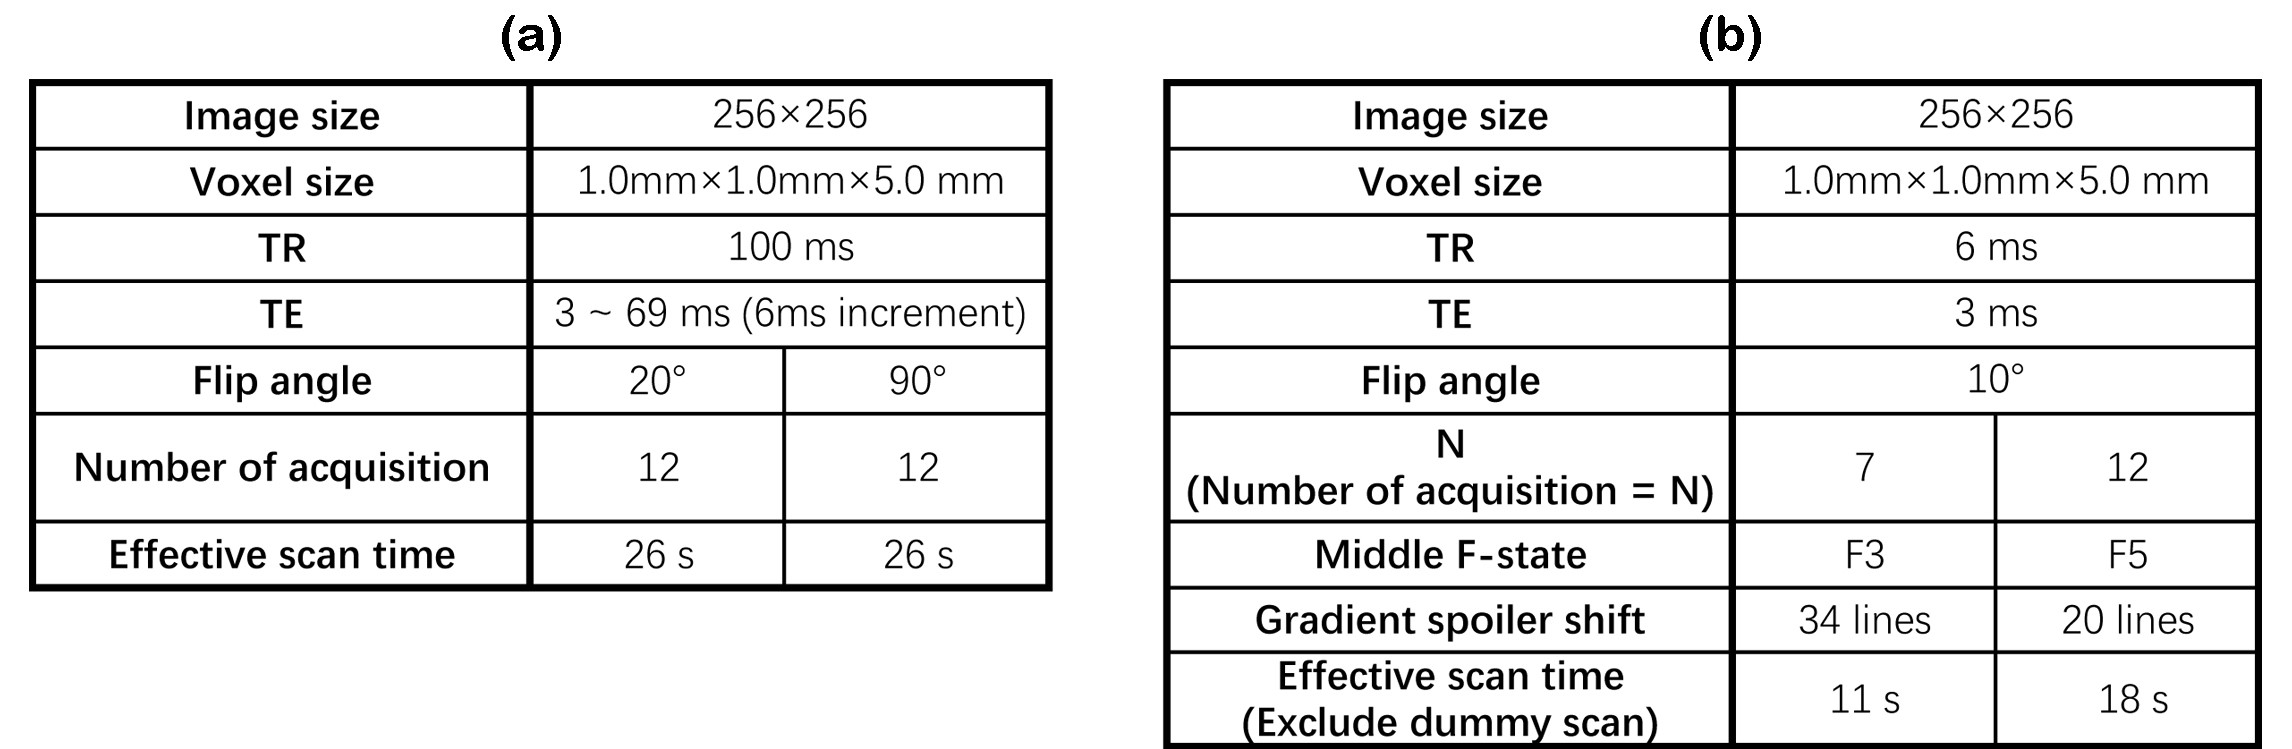 (a)
Image size 256×256
Voxel size 1.0mm×1.0mm×5.0 mm
TR 100 ms
TE 3 ~ 69 ms (6ms increment)
Flip angle 20° 90°
Number of acquisition 12 12
Effective scan time 26 s 26 s
(b)
Image size 256×256
Voxel size 1.0mm×1.0mm×5.0 mm
TR 6 ms
TE 3 ms
Flip angle 10°
N
(Number of acquisition = N) 7 12
Middle F-state F3 F5
Gradient spoiler shift 34 lines 20 lines
Effective scan time
(Exclude dummy scan) 11 s 18 s